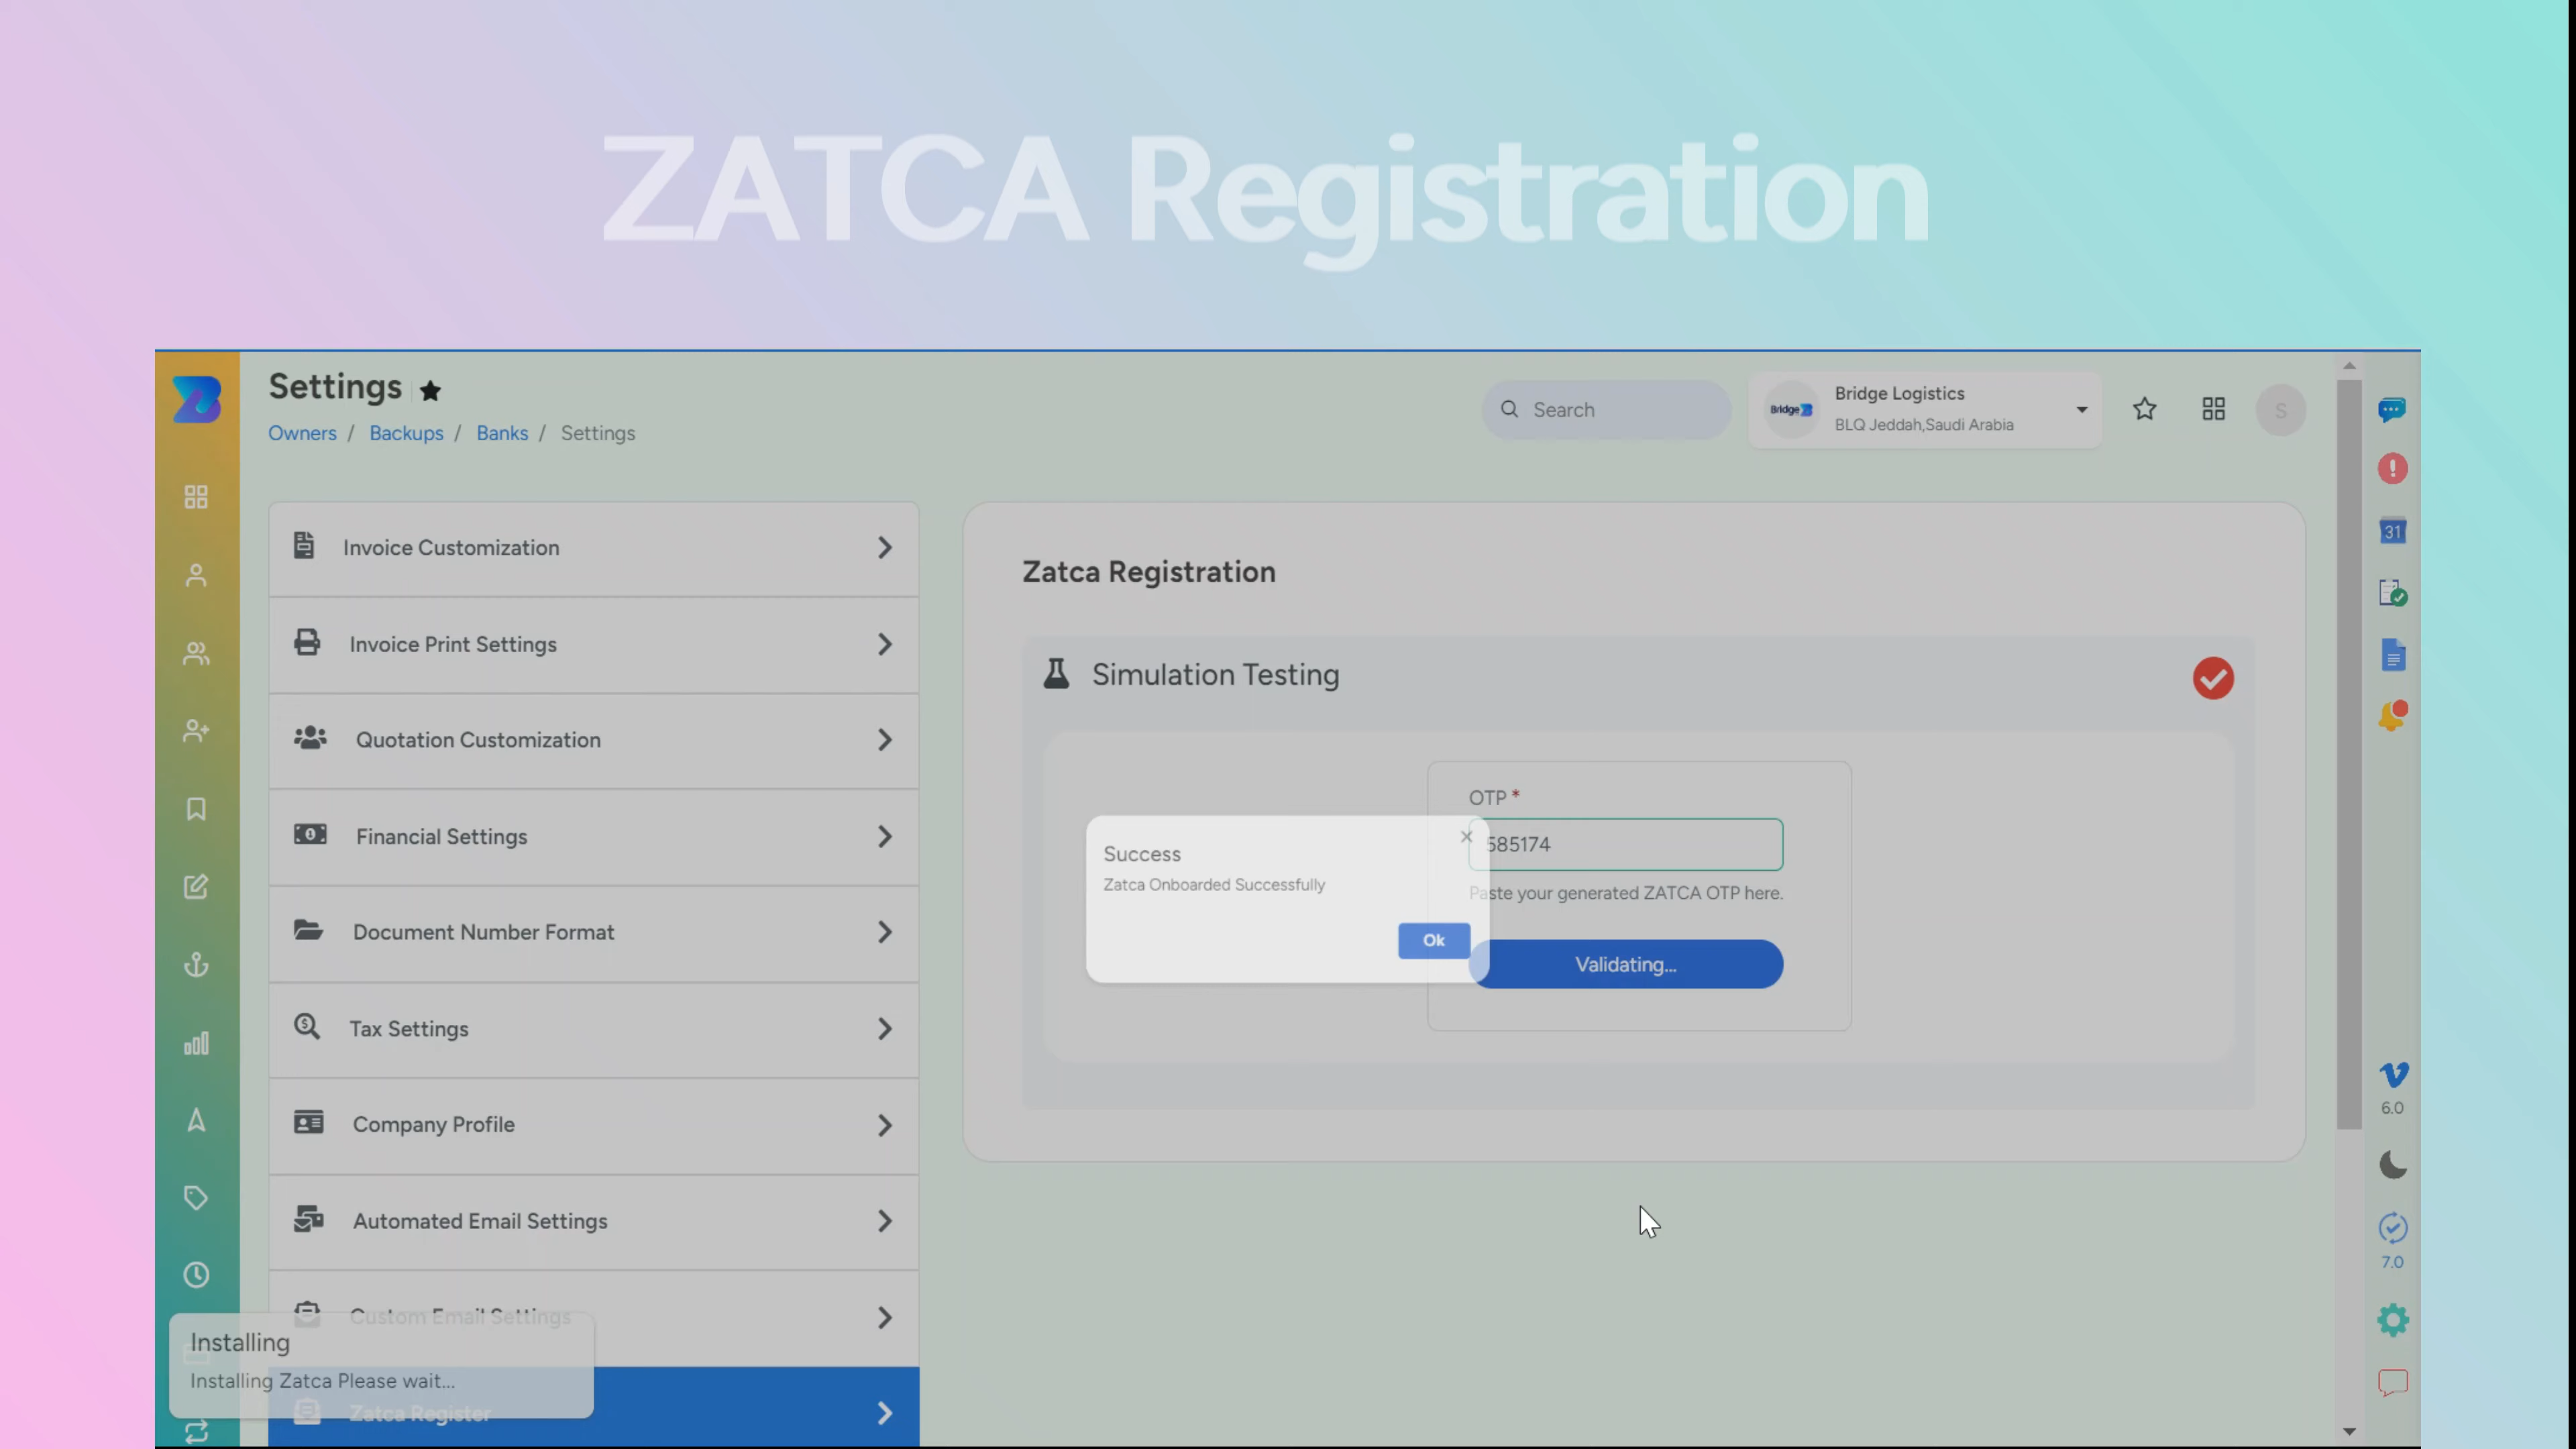 ZATCA Registration
Settings
Owners / Backups / Banks / Settings
Search
Bridge
Bridge Logistics
BLQ Jeddah,Saudi Arabia
S
31
Invoice Customization
Invoice Print Settings
Quotation Customization
Financial Settings
Document Number Format
Tax Settings
Company Profile
Automated Email Settings
Custom Email Settings
Zatca Register
Installing
Installing Zatca Please wait...
Zatca Registration
Simulation Testing
OTP *
585174
Paste your generated ZATCA OTP here.
Validating...
Success
Zatca Onboarded Successfully
Ok
6.0
7.0